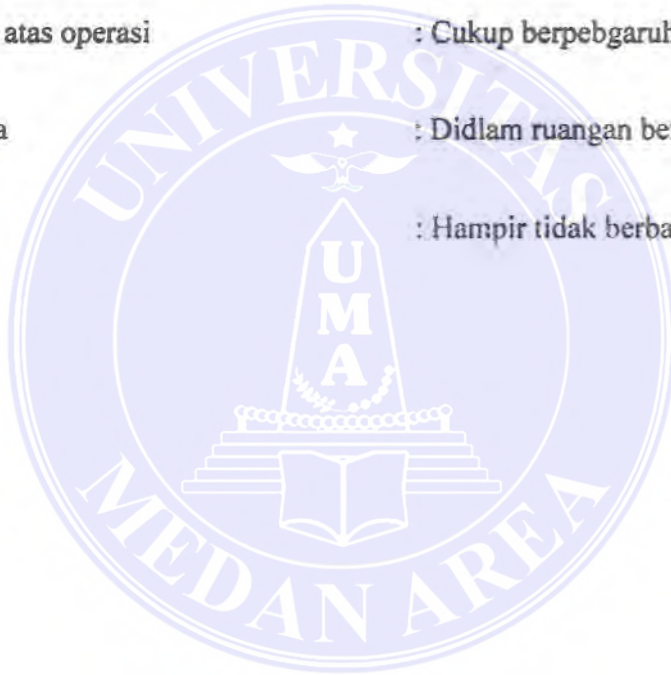 atas operasi : Cukup berpebgaruh
a : Didlam ruangan be
: Hampir tidak berba
UNIVERSITAS
UMA
MEDAN AREA